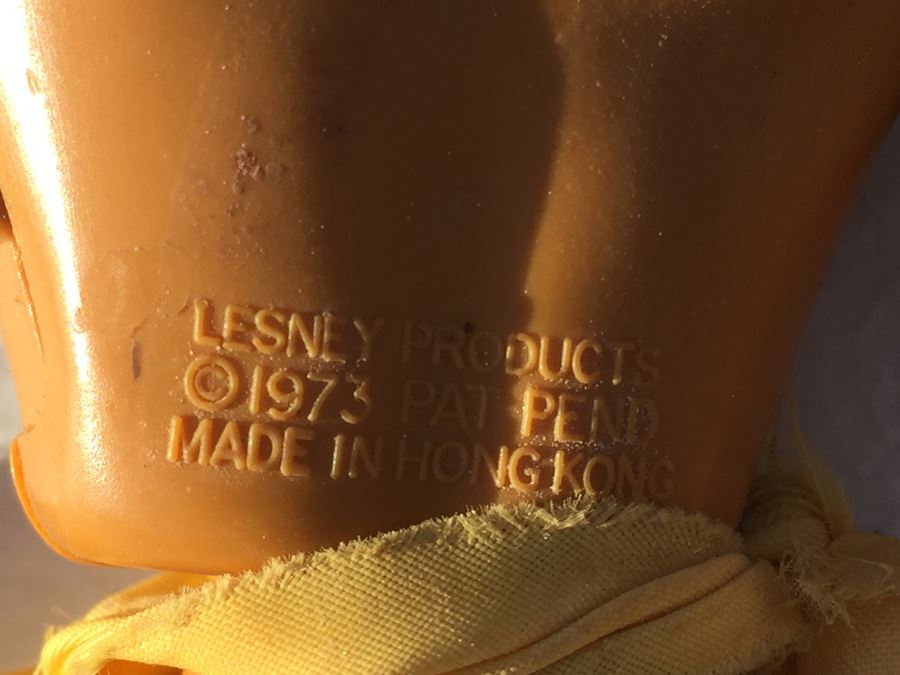 LESNEY PRODUCTS
©1973 PAT PEND
MADE IN HONG KONG